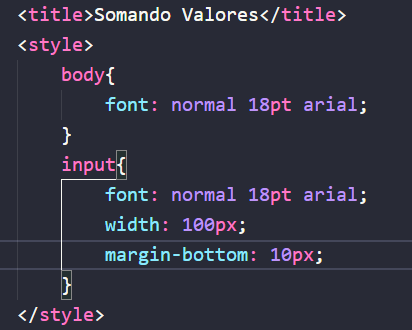 <title>Somando Valores</title>
<style>
body{
font: normal 18pt arial;
}
input{
font: normal 18pt arial;
width: 100px;
margin-bottom: 10px;
}
</style>